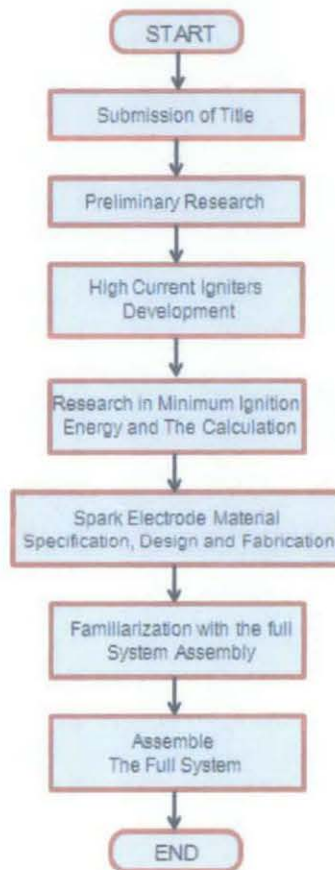 START
Submission of Title
Preliminary Research
High Current Igniters
Development
Research in Minimum Ignition
Energy and The Calculation
Spark Electrode Material
Specification, Design and Fabrication
Familiarization with the full
System Assembly
Assemble
The Full System
END